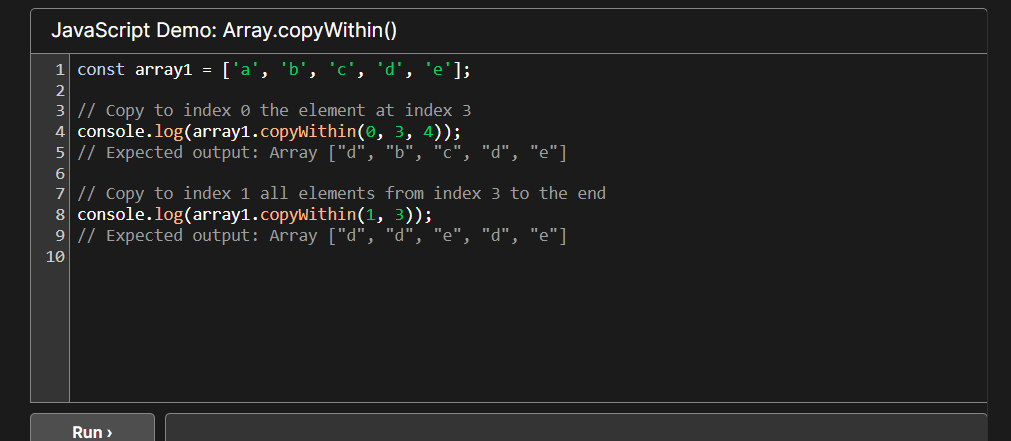 JavaScript Demo: Array.copyWithin()
1 const array1 = ['a', 'b', 'c', 'd', 'e'];
2
3 // Copy to index 0 the element at index 3
4 console.log(array1.copyWithin(0, 3, 4));
5 // Expected output: Array ["d", "b", "c", "d", "e"]
6
7 // Copy to index 1 all elements from index 3 to the end
8 console.log(array1.copyWithin(1, 3));
9 // Expected output: Array ["d", "d", "e", "d", "e"]
10
Run ›